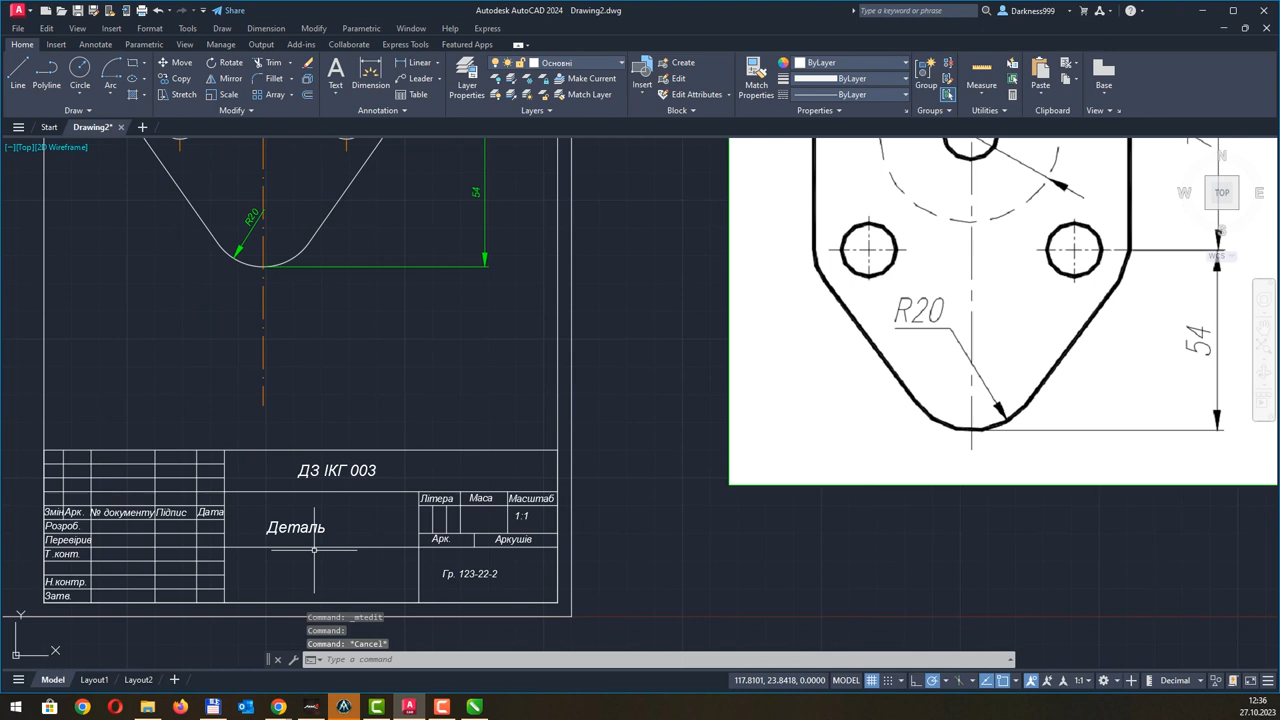 Share
Autodesk AutoCAD 2024 Drawing2.dwg
Type a keyword or phrase
Darkness999
File Edit View Insert Format Tools Draw Dimension Modify Parametric Window Help Express
Home Insert Annotate Parametric View Manage Output Add-ins Collaborate Express Tools Featured Apps
Line Polyline Circle Arc
Move Rotate Trim
Copy Mirror Fillet
Stretch Scale Array
Text Dimension
Linear
Leader
Table
Layer Properties
Основні
Make Current
Match Layer
Insert
Create
Edit
Edit Attributes
Match Properties
ByLayer
ByLayer
ByLayer
Group
Measure
Paste
Base
Draw Modify Annotation Layers Block Properties Groups Utilities Clipboard View
Start Drawing2*
[−][Top][2D Wireframe]
N
W TOP E
S
WCS
54
R20
R20
54
ДЗ ІКГ 003
Літера Маса Масштаб
Змін Арк. № документу Підпис Дата
1:1
Розроб.
Деталь
Перевірив
Арк. Аркушів
Т.конт.
Гр. 123-22-2
Н.контр.
Затв.
Y
X
Command: _mtedit
Command:
Command: *Cancel*
Type a command
Model Layout1 Layout2
117.8101, 23.8418, 0.0000 MODEL
1:1
Decimal
12:36
27.10.2023